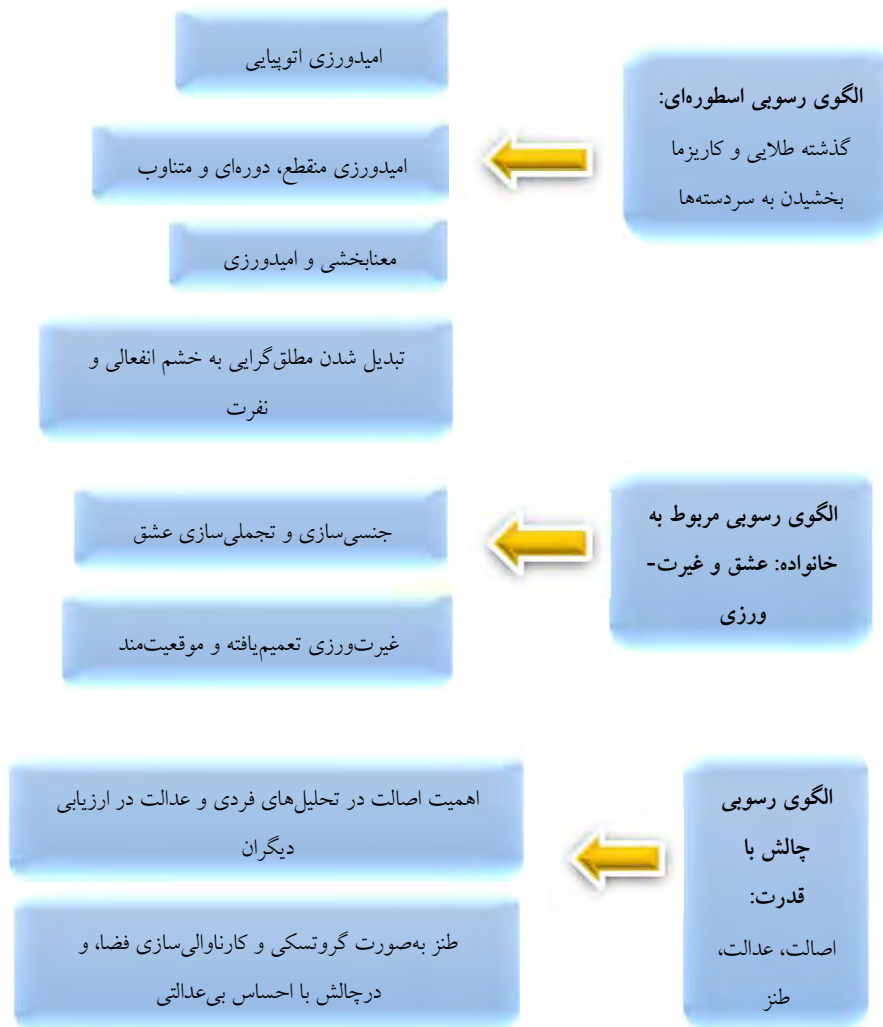 الگوی رسوبی اسطوره‌ای:
گذشته طلایی و کاریزما
بخشیدن به سردسته‌ها
امیدورزی اتوپیایی
امیدورزی منقطع، دوره‌ای و متناوب
معنابخشی و امیدورزی
تبدیل شدن مطلق‌گرایی به خشم انفعالی و
نفرت
الگوی رسوبی مربوط به
خانواده: عشق و غیرت-
ورزی
جنسی‌سازی و تجملی‌سازی عشق
غیرت‌ورزی تعمیم‌یافته و موقعیت‌مند
الگوی رسوبی
چالش با
قدرت:
اصالت، عدالت،
طنز
اهمیت اصالت در تحلیل‌های فردی و عدالت در ارزیابی
دیگران
طنز به‌صورت گروتسکی و کارناوالی‌سازی فضا، و
درچالش با احساس بی‌عدالتی